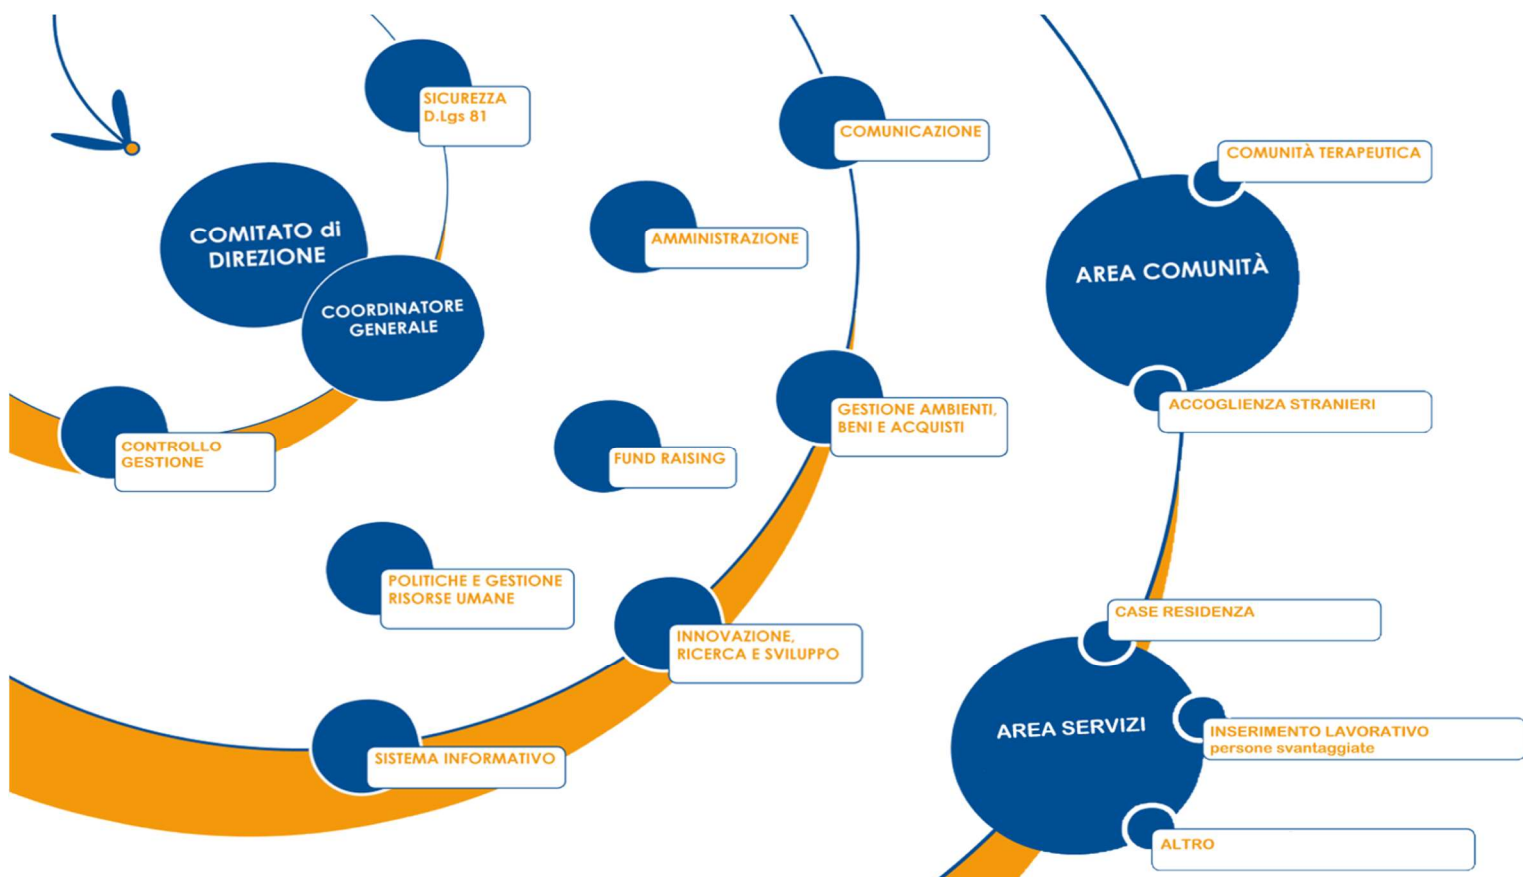 SICUREZZA
D.Lgs 81
COMUNICAZIONE
COMUNITÀ TERAPEUTICA
COMITATO di
DIREZIONE
AMMINISTRAZIONE
AREA COMUNITÀ
COORDINATORE
GENERALE
ACCOGLIENZA STRANIERI
GESTIONE AMBIENTI,
BENI E ACQUISTI
CONTROLLO
GESTIONE
FUND RAISING
POLITICHE E GESTIONE
RISORSE UMANE
CASE RESIDENZA
INNOVAZIONE,
RICERCA E SVILUPPO
AREA SERVIZI
INSERIMENTO LAVORATIVO
persone svantaggiate
SISTEMA INFORMATIVO
ALTRO